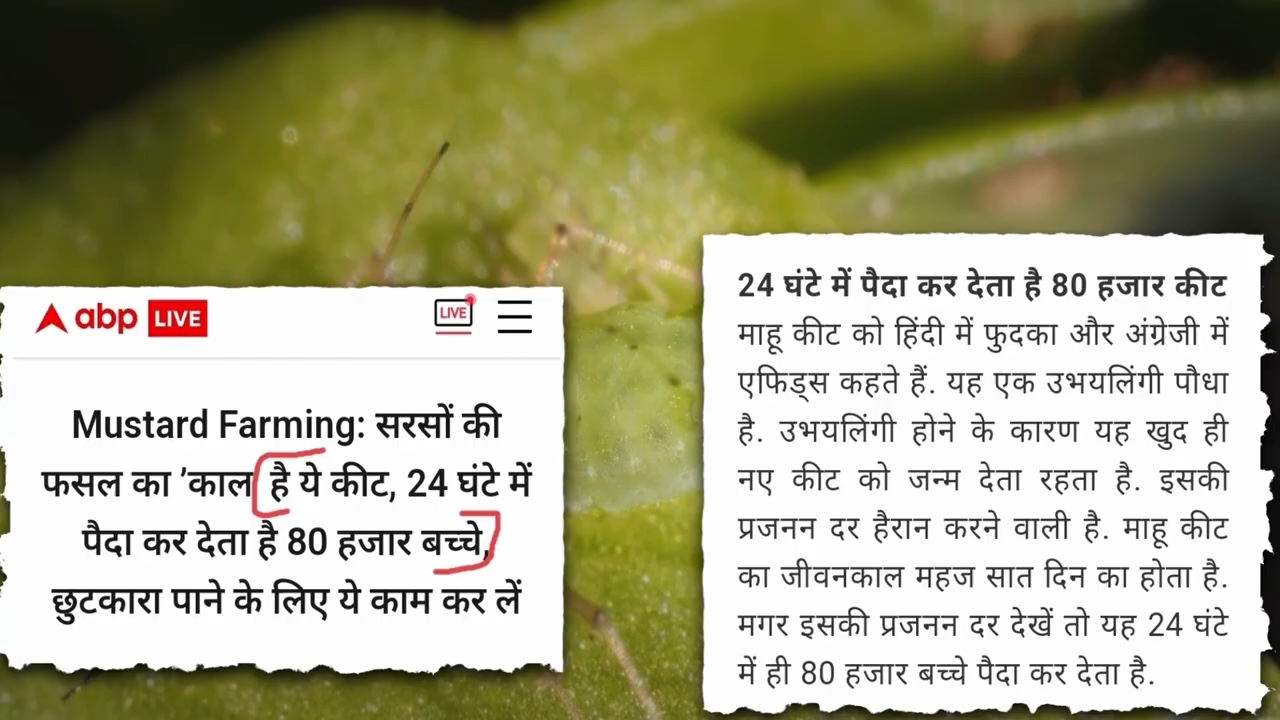 abp LIVE
LIVE
Mustard Farming: सरसों की
फसल का 'काल है ये कीट, 24 घंटे में
पैदा कर देता है 80 हजार बच्चे,
छुटकारा पाने के लिए ये काम कर लें
24 घंटे में पैदा कर देता है 80 हजार कीट
माहू कीट को हिंदी में फुदका और अंग्रेजी में
एफिड्स कहते हैं. यह एक उभयलिंगी पौधा
है. उभयलिंगी होने के कारण यह खुद ही
नए कीट को जन्म देता रहता है. इसकी
प्रजनन दर हैरान करने वाली है. माहू कीट
का जीवनकाल महज सात दिन का होता है.
मगर इसकी प्रजनन दर देखें तो यह 24 घंटे
में ही 80 हजार बच्चे पैदा कर देता है.